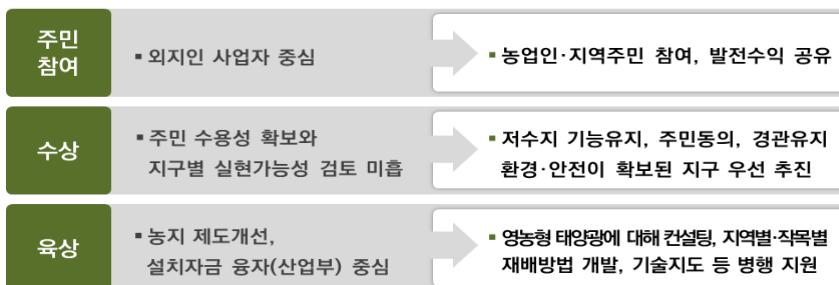 주민
참여
▪ 외지인 사업자 중심
▪ 농업인·지역주민 참여, 발전수익 공유
수상
▪ 주민 수용성 확보와
지구별 실현가능성 검토 미흡
▪ 저수지 기능유지, 주민동의, 경관유지
환경·안전이 확보된 지구 우선 추진
육상
▪ 농지 제도개선,
설치자금 융자(산업부) 중심
▪ 영농형 태양광에 대해 컨설팅, 지역별·작목별
재배방법 개발, 기술지도 등 병행 지원